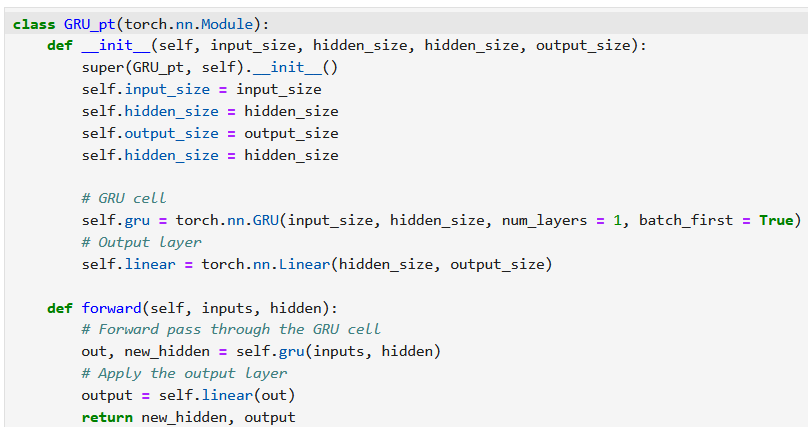 class GRU_pt(torch.nn.Module):
    def __init__(self, input_size, hidden_size, hidden_size, output_size):
        super(GRU_pt, self).__init__()
        self.input_size = input_size
        self.hidden_size = hidden_size
        self.output_size = output_size
        self.hidden_size = hidden_size

        # GRU cell
        self.gru = torch.nn.GRU(input_size, hidden_size, num_layers = 1, batch_first = True)
        # Output layer
        self.linear = torch.nn.Linear(hidden_size, output_size)

    def forward(self, inputs, hidden):
        # Forward pass through the GRU cell
        out, new_hidden = self.gru(inputs, hidden)
        # Apply the output layer
        output = self.linear(out)
        return new_hidden, output